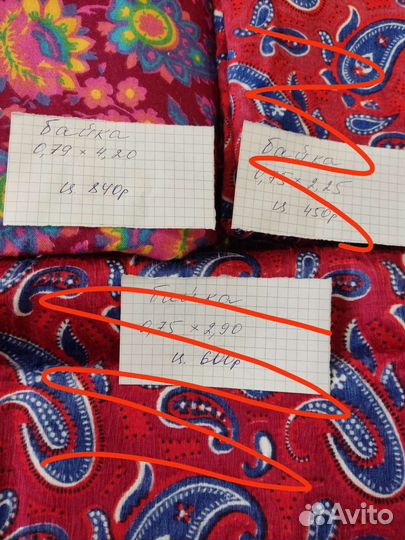 байка
0,79 × 4,20
ц. 840р
байка
0,75 × 2,25
ц. 450р
байка
0,75 × 2,90
ц. 600р
Avito